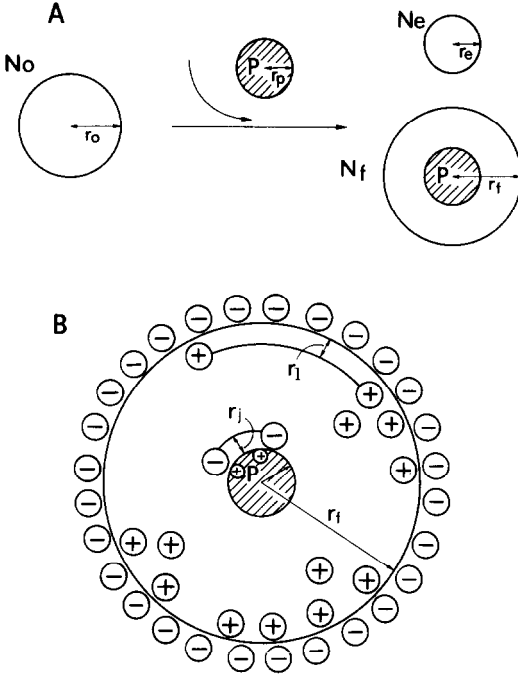 A
No
ro
P
rp
Ne
re
Nf
P
rf
B
− − − − − − − − − − − − − − − − − − − − − − − − − − − − −
+ +
rl
+ +
rj
− −
+ +
P
+
rf
+ +
+ + +
+ + + +